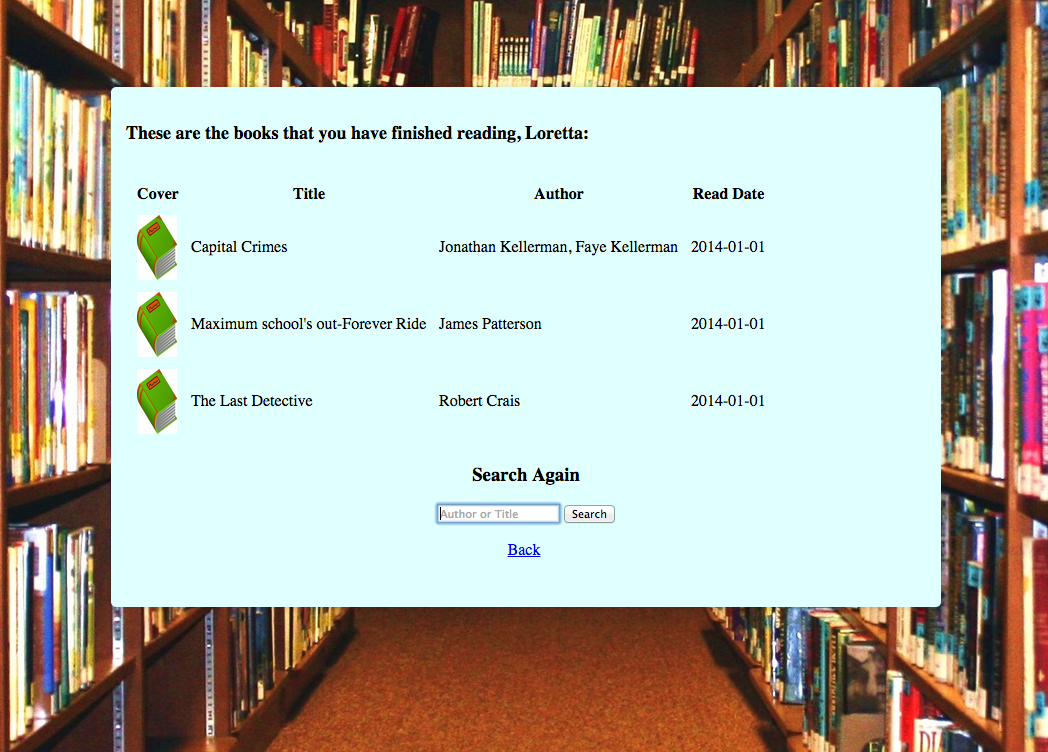 These are the books that you have finished reading, Loretta:
Cover Title Author Read Date
Capital Crimes Jonathan Kellerman, Faye Kellerman 2014-01-01
Maximum school's out-Forever Ride James Patterson 2014-01-01
The Last Detective Robert Crais 2014-01-01
Search Again
Author or Title Search
Back